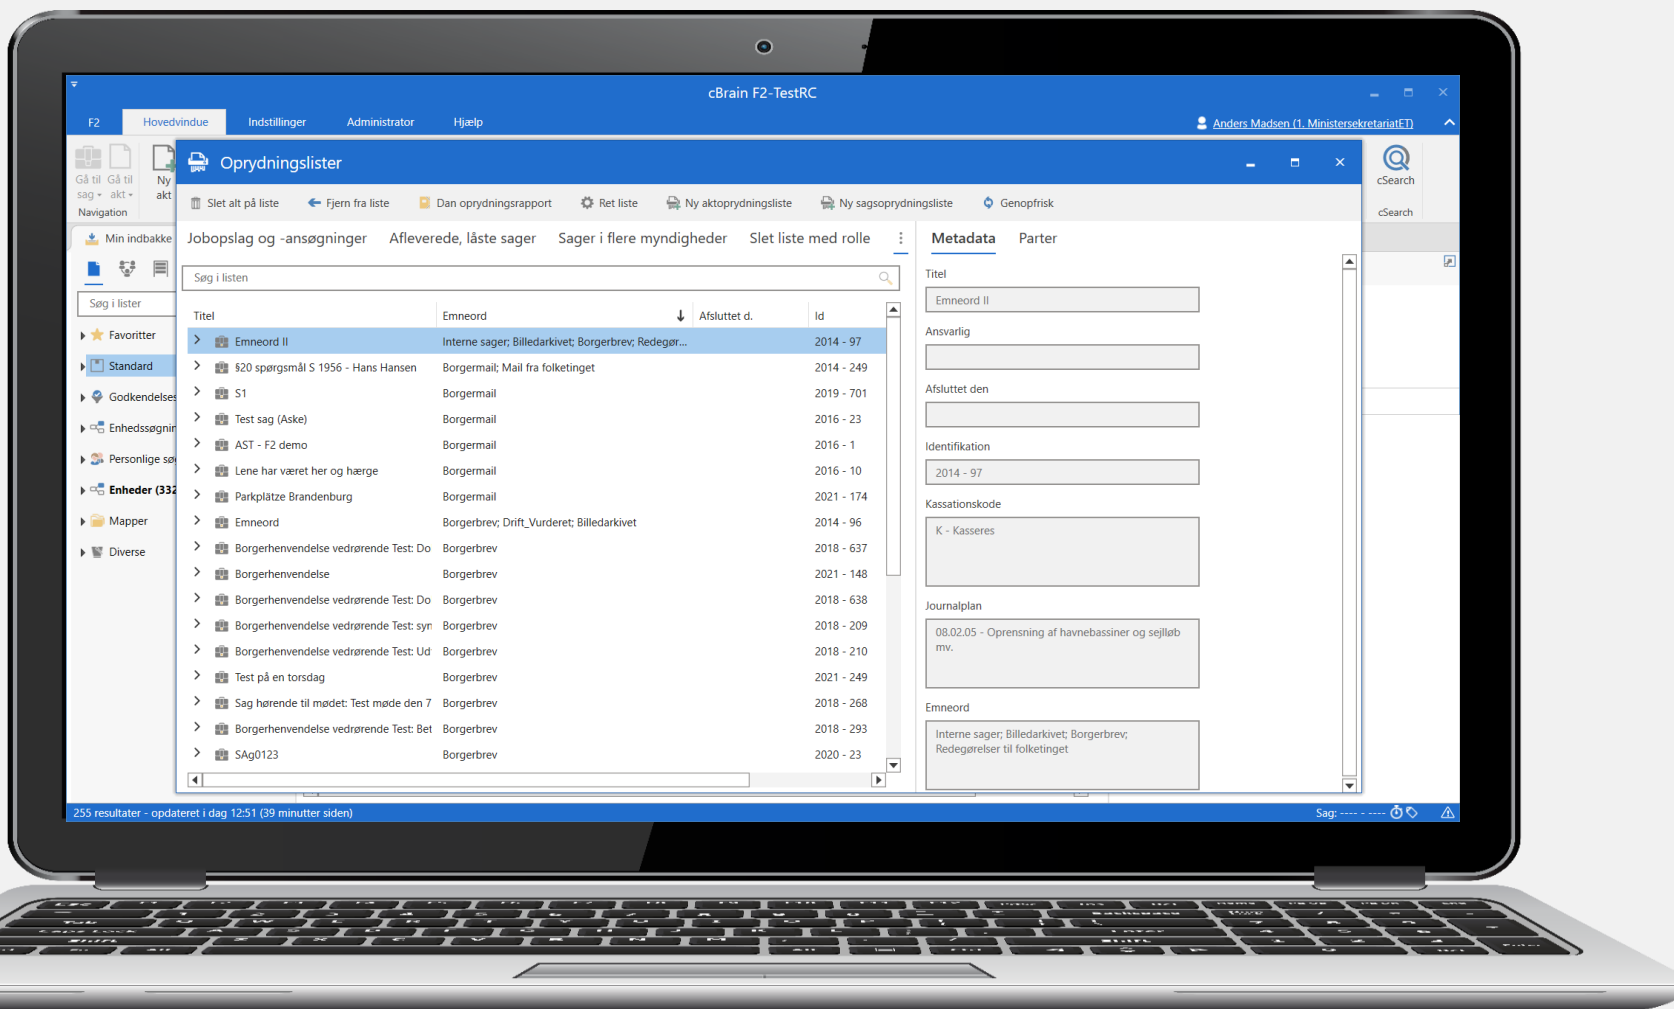 cBrain F2-TestRC
F2 Hovedvindue Indstillinger Administrator Hjælp Anders Madsen (1. MinistersekretariatET)
Gå til sag
Gå til akt
Ny akt
Navigation
cSearch
cSearch
Oprydningslister
Slet alt på liste Fjern fra liste Dan oprydningsrapport Ret liste Ny aktoprydningsliste Ny sagsoprydningsliste Genopfrisk
Min indbakke
Søg i lister
Favoritter
Standard
Godkendelses
Enhedssøgnin
Personlige sø
Enheder (332
Mapper
Diverse
Jobopslag og -ansøgninger Afleverede, låste sager Sager i flere myndigheder Slet liste med rolle
Søg i listen
Titel Emneord Afsluttet d. Id
Emneord II Interne sager; Billedarkivet; Borgerbrev; Redegør... 2014 - 97
§20 spørgsmål S 1956 - Hans Hansen Borgermail; Mail fra folketinget 2014 - 249
S1 Borgermail 2019 - 701
Test sag (Aske) Borgermail 2016 - 23
AST - F2 demo Borgermail 2016 - 1
Lene har været her og hærge Borgermail 2016 - 10
Parkplätze Brandenburg Borgermail 2021 - 174
Emneord Borgerbrev; Drift_Vurderet; Billedarkivet 2014 - 96
Borgerhenvendelse vedrørende Test: Do Borgerbrev 2018 - 637
Borgerhenvendelse Borgerbrev 2021 - 148
Borgerhenvendelse vedrørende Test: Do Borgerbrev 2018 - 638
Borgerhenvendelse vedrørende Test: syn Borgerbrev 2018 - 209
Borgerhenvendelse vedrørende Test: Ud Borgerbrev 2018 - 210
Test på en torsdag Borgerbrev 2021 - 249
Sag hørende til mødet: Test møde den 7 Borgerbrev 2018 - 268
Borgerhenvendelse vedrørende Test: Bet Borgerbrev 2018 - 293
SAg0123 Borgerbrev 2020 - 23
Metadata Parter
Titel
Emneord II
Ansvarlig
Afsluttet den
Identifikation
2014 - 97
Kassationskode
K - Kasseres
Journalplan
08.02.05 - Oprensning af havnebassiner og sejlløb
mv.
Emneord
Interne sager; Billedarkivet; Borgerbrev;
Redegørelser til folketinget
255 resultater - opdateret i dag 12:51 (39 minutter siden) Sag: ---- - ----